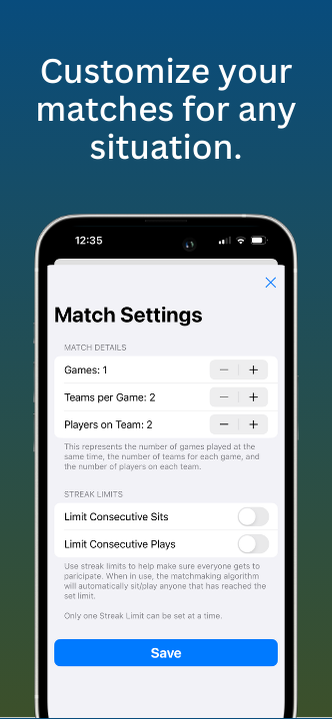 Customize your
matches for any
situation.
12:35
Match Settings
MATCH DETAILS
Games: 1
Teams per Game: 2
Players on Team: 2
This represents the number of games played at the
same time, the number of teams for each game, and
the number of players on each team.
STREAK LIMITS
Limit Consecutive Sits
Limit Consecutive Plays
Use streak limits to help make sure everyone gets to
paricipate. When in use, the matchmaking algorithm
will automatically sit/play anyone that has reached the
set limit.
Only one Streak Limit can be set at a time.
Save